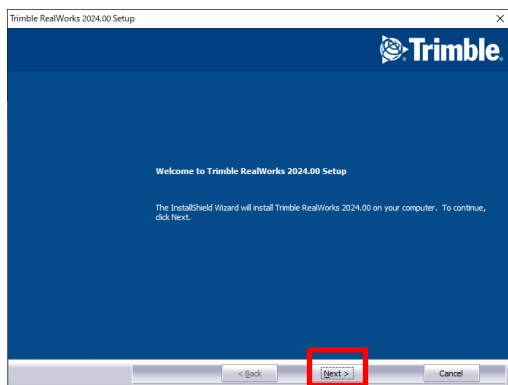 Trimble RealWorks 2024.00 Setup
Trimble.
Welcome to Trimble RealWorks 2024.00 Setup
The InstallShield Wizard will install Trimble RealWorks 2024.00 on your computer. To continue,
click Next.
< Back
Next >
Cancel